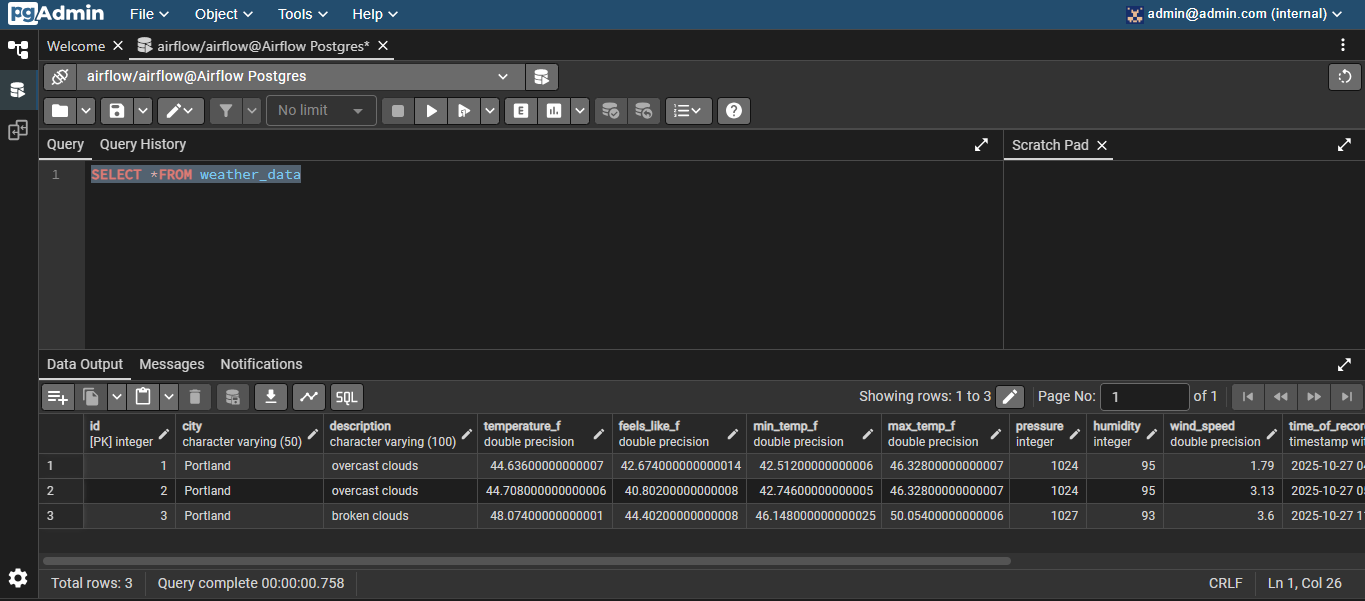 pgAdmin File Object Tools Help admin@admin.com (internal)
Welcome airflow/airflow@Airflow Postgres*
airflow/airflow@Airflow Postgres
No limit E
Query Query History Scratch Pad
1 SELECT *FROM weather_data
Data Output Messages Notifications
SQL Showing rows: 1 to 3 Page No: 1 of 1
id city description temperature_f feels_like_f min_temp_f max_temp_f pressure humidity wind_speed time_of_recor
[PK] integer character varying (50) character varying (100) double precision double precision double precision double precision integer integer double precision timestamp wit
1 1 Portland overcast clouds 44.63600000000007 42.674000000000014 42.51200000000006 46.32800000000007 1024 95 1.79 2025-10-27
2 2 Portland overcast clouds 44.708000000000006 40.80200000000008 42.74600000000005 46.32800000000007 1024 95 3.13 2025-10-27
3 3 Portland broken clouds 48.07400000000001 44.40200000000008 46.148000000000025 50.05400000000006 1027 93 3.6 2025-10-27
Total rows: 3 Query complete 00:00:00.758 CRLF Ln 1, Col 26